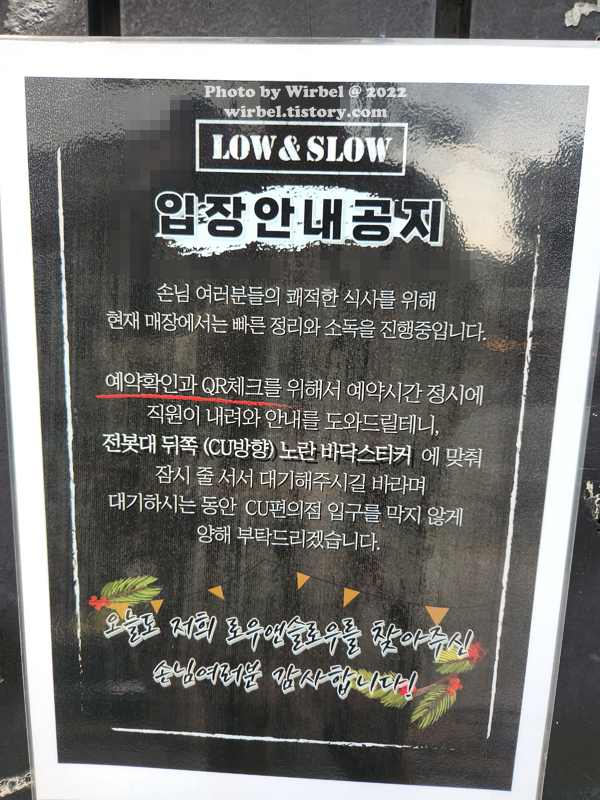 Photo by Wirbel @ 2022
wirbel.tistory.com
LOW & SLOW
입장안내공지
손님 여러분들의 쾌적한 식사를 위해
현재 매장에서는 빠른 정리와 소독을 진행중입니다.
예약확인과 QR체크를 위해서 예약시간 정시에
직원이 내려와 안내를 도와드릴테니,
전봇대 뒤쪽 (CU방향) 노란 바닥스티커 에 맞춰
잠시 줄 서서 대기해주시길 바라며
대기하시는 동안 CU편의점 입구를 막지 않게
양해 부탁드리겠습니다.
오늘도 저희 로우앤슬로우를 찾아주신
손님여러분 감사합니다!